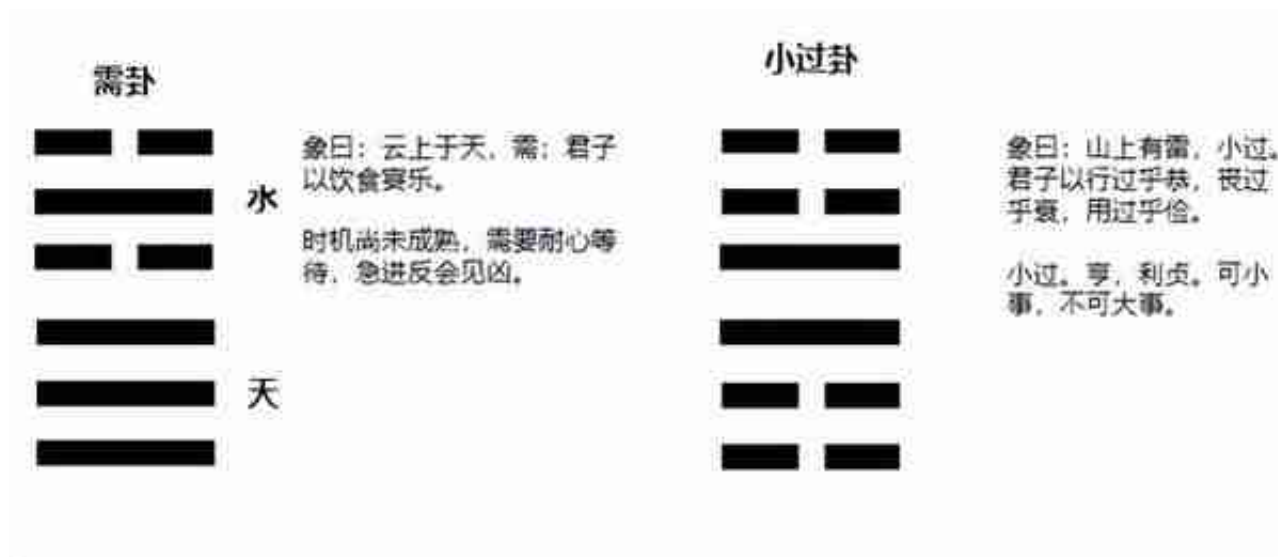 需卦
象曰：云上于天，需；君子
以饮食宴乐。
时机尚未成熟，需要耐心等
待，急进反会见凶。
水
天
小过卦
象曰：山上有雷，小过。
君子以行过乎恭，丧过
乎哀，用过乎俭。
小过。亨，利贞。可小
事，不可大事。